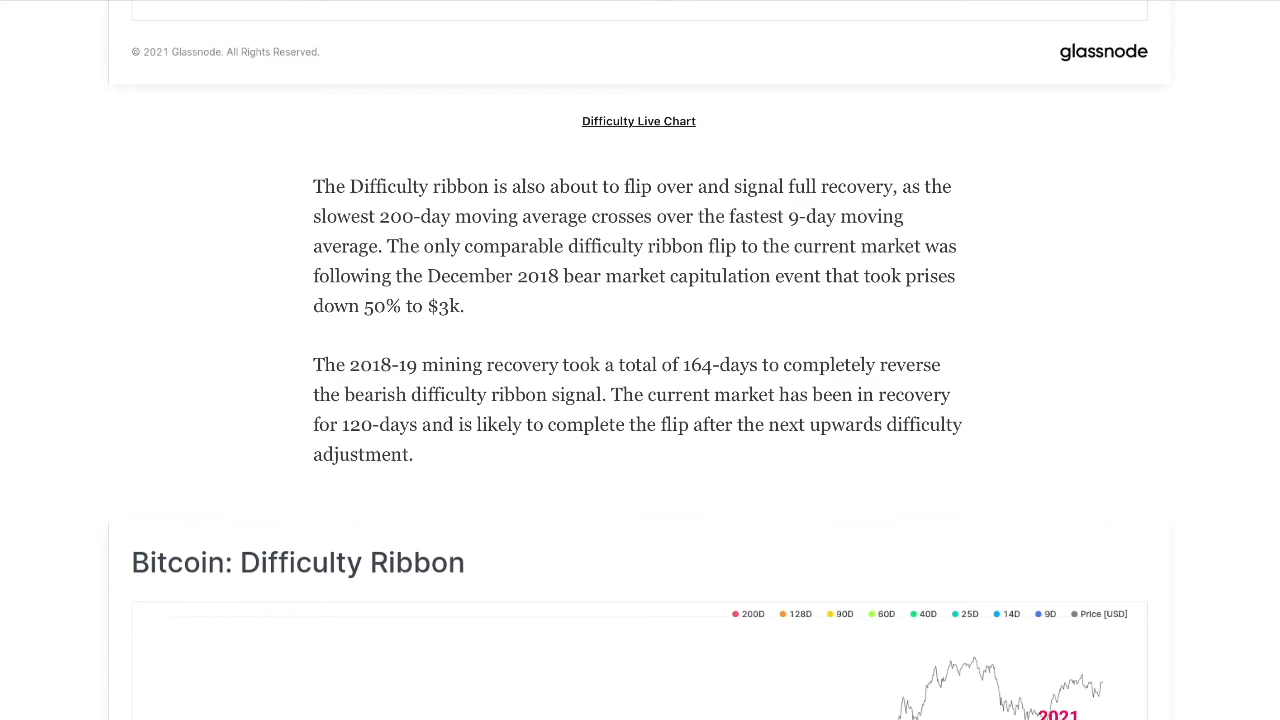 © 2021 Glassnode. All Rights Reserved.
glassnode
Difficulty Live Chart
The Difficulty ribbon is also about to flip over and signal full recovery, as the
slowest 200-day moving average crosses over the fastest 9-day moving
average. The only comparable difficulty ribbon flip to the current market was
following the December 2018 bear market capitulation event that took prises
down 50% to $3k.
The 2018-19 mining recovery took a total of 164-days to completely reverse
the bearish difficulty ribbon signal. The current market has been in recovery
for 120-days and is likely to complete the flip after the next upwards difficulty
adjustment.
Bitcoin: Difficulty Ribbon
200D 128D 90D 60D 40D 25D 14D 9D Price [USD]
2021